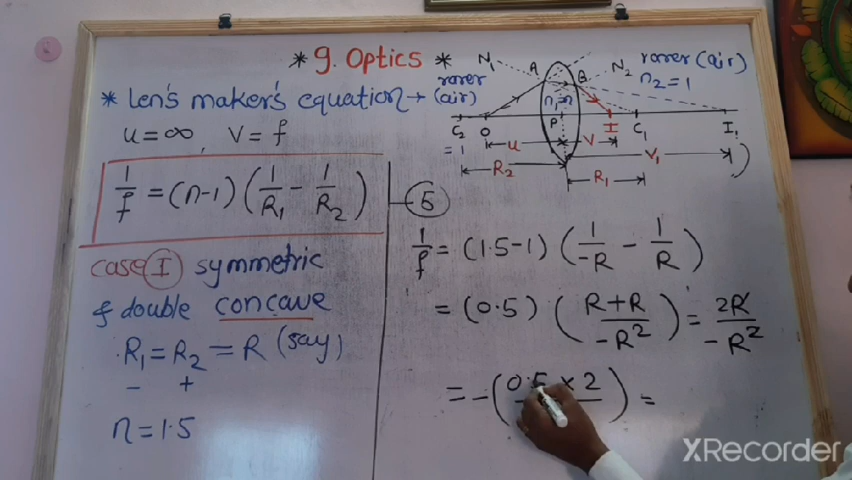 * 9. Optics *
* Len's maker's equation →
u = ∞ , v = f
1/f = (n-1) (1/R₁ - 1/R₂) — 5
case I symmetric
& double concave
R₁ = R₂ = R (say)
- +
n = 1.5
N₁ A B N₂
rarer (air)
rarer (air)
n₂ = 1
n₁ = n
C₂ O P I C₁ I₁
= 1 u V
R₂ R₁ V₁
1/f = (1.5-1) (1/-R - 1/R)
= (0.5) (R+R/-R²) = 2R/-R²
= -(0.5 × 2) =
XRecorder